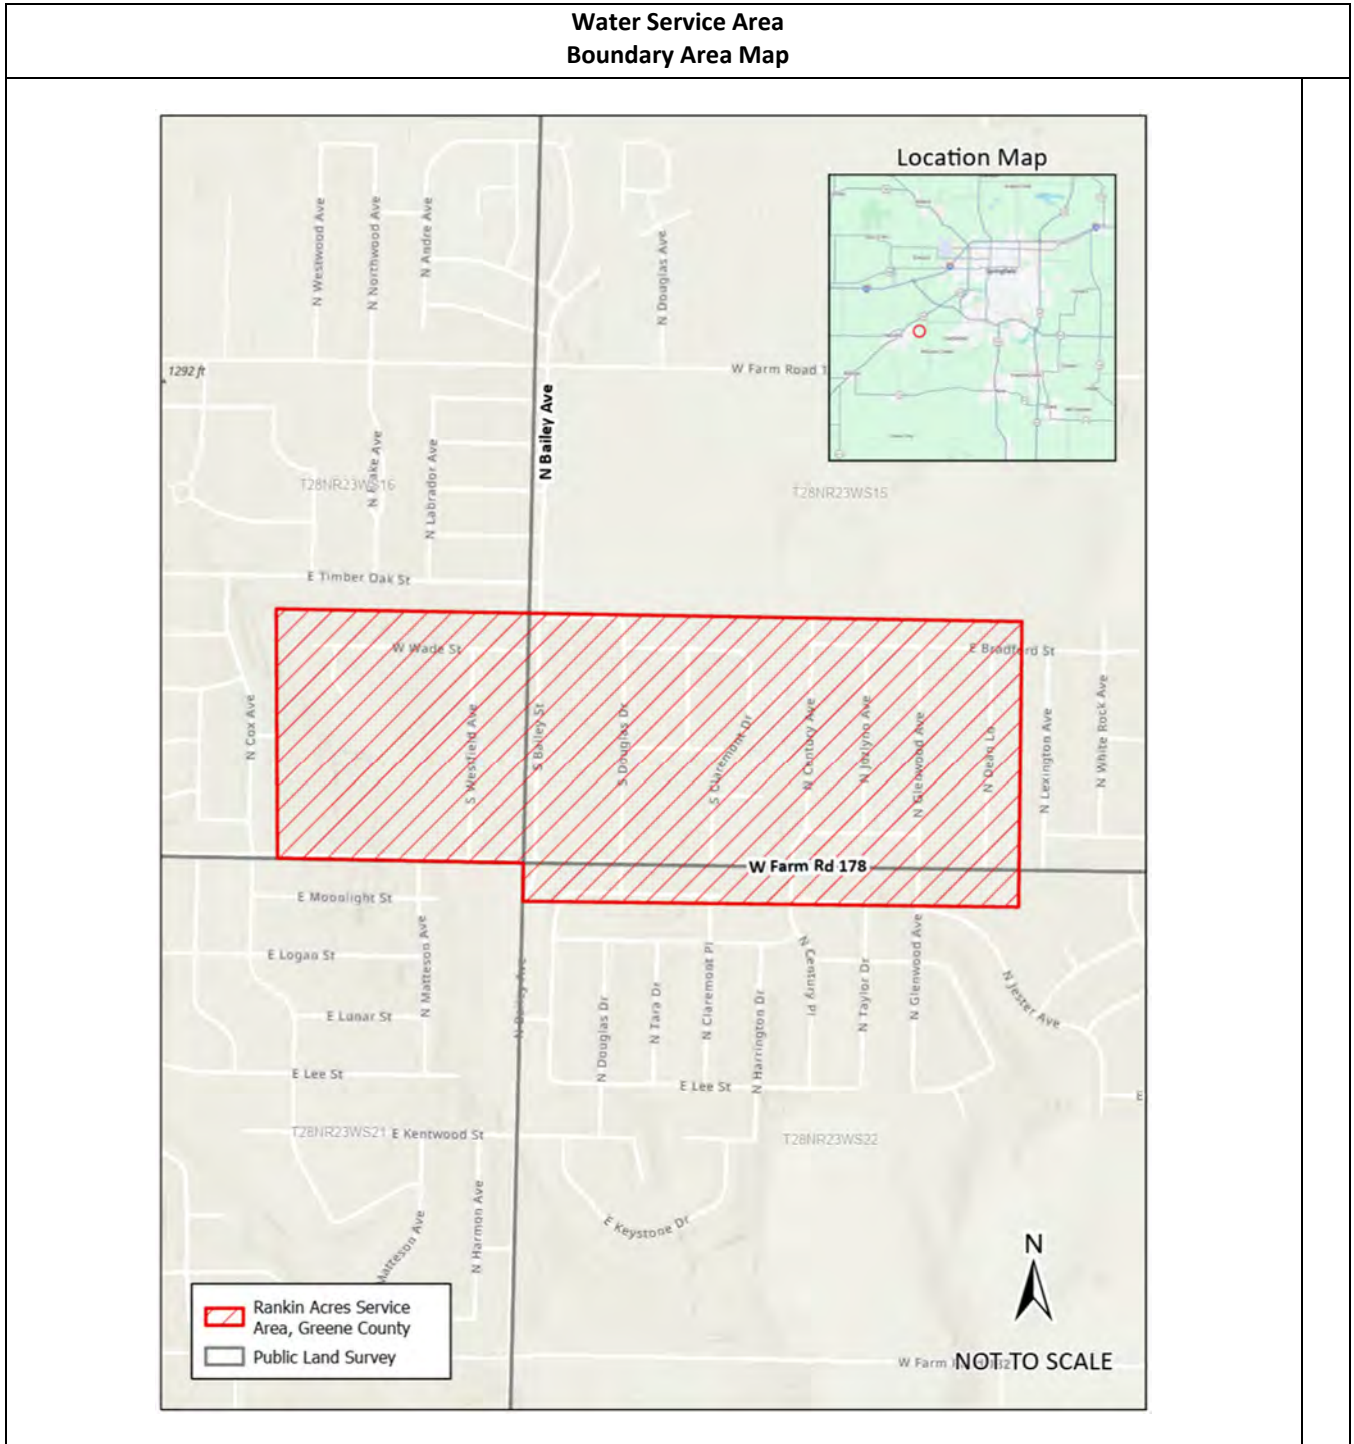 Water Service Area
Boundary Area Map
Location Map
Springfield
N Westwood Ave
N Northwood Ave
N Andre Ave
N Douglas Ave
1292 ft
W Farm Road 1
N Bailey Ave
T28NR23WS16
N Labrador Ave
T28NR23WS15
E Timber Oak St
W Wade St
E Bradford St
N Cox Ave
S Westfield Ave
S Bailey St
S Douglas Dr
S Claremont Dr
N Century Ave
N Jozlynn Ave
N Glenwood Ave
N Dean Ln
N Lexington Ave
N White Rock Ave
W Farm Rd 178
E Moonlight St
E Logan St
N Matteson Ave
E Lunar St
E Lee St
N Bailey Ave
N Douglas Dr
N Tara Dr
N Claremont Pl
N Harrington Dr
N Century Pl
N Taylor Dr
N Glenwood Ave
N Jester Ave
E Lee St
E
T28NR23WS21
E Kentwood St
T28NR23WS22
Matteson Ave
N Harmon Ave
E Keystone Dr
N
Rankin Acres Service
Area, Greene County
Public Land Survey
W Farm
NOT TO SCALE